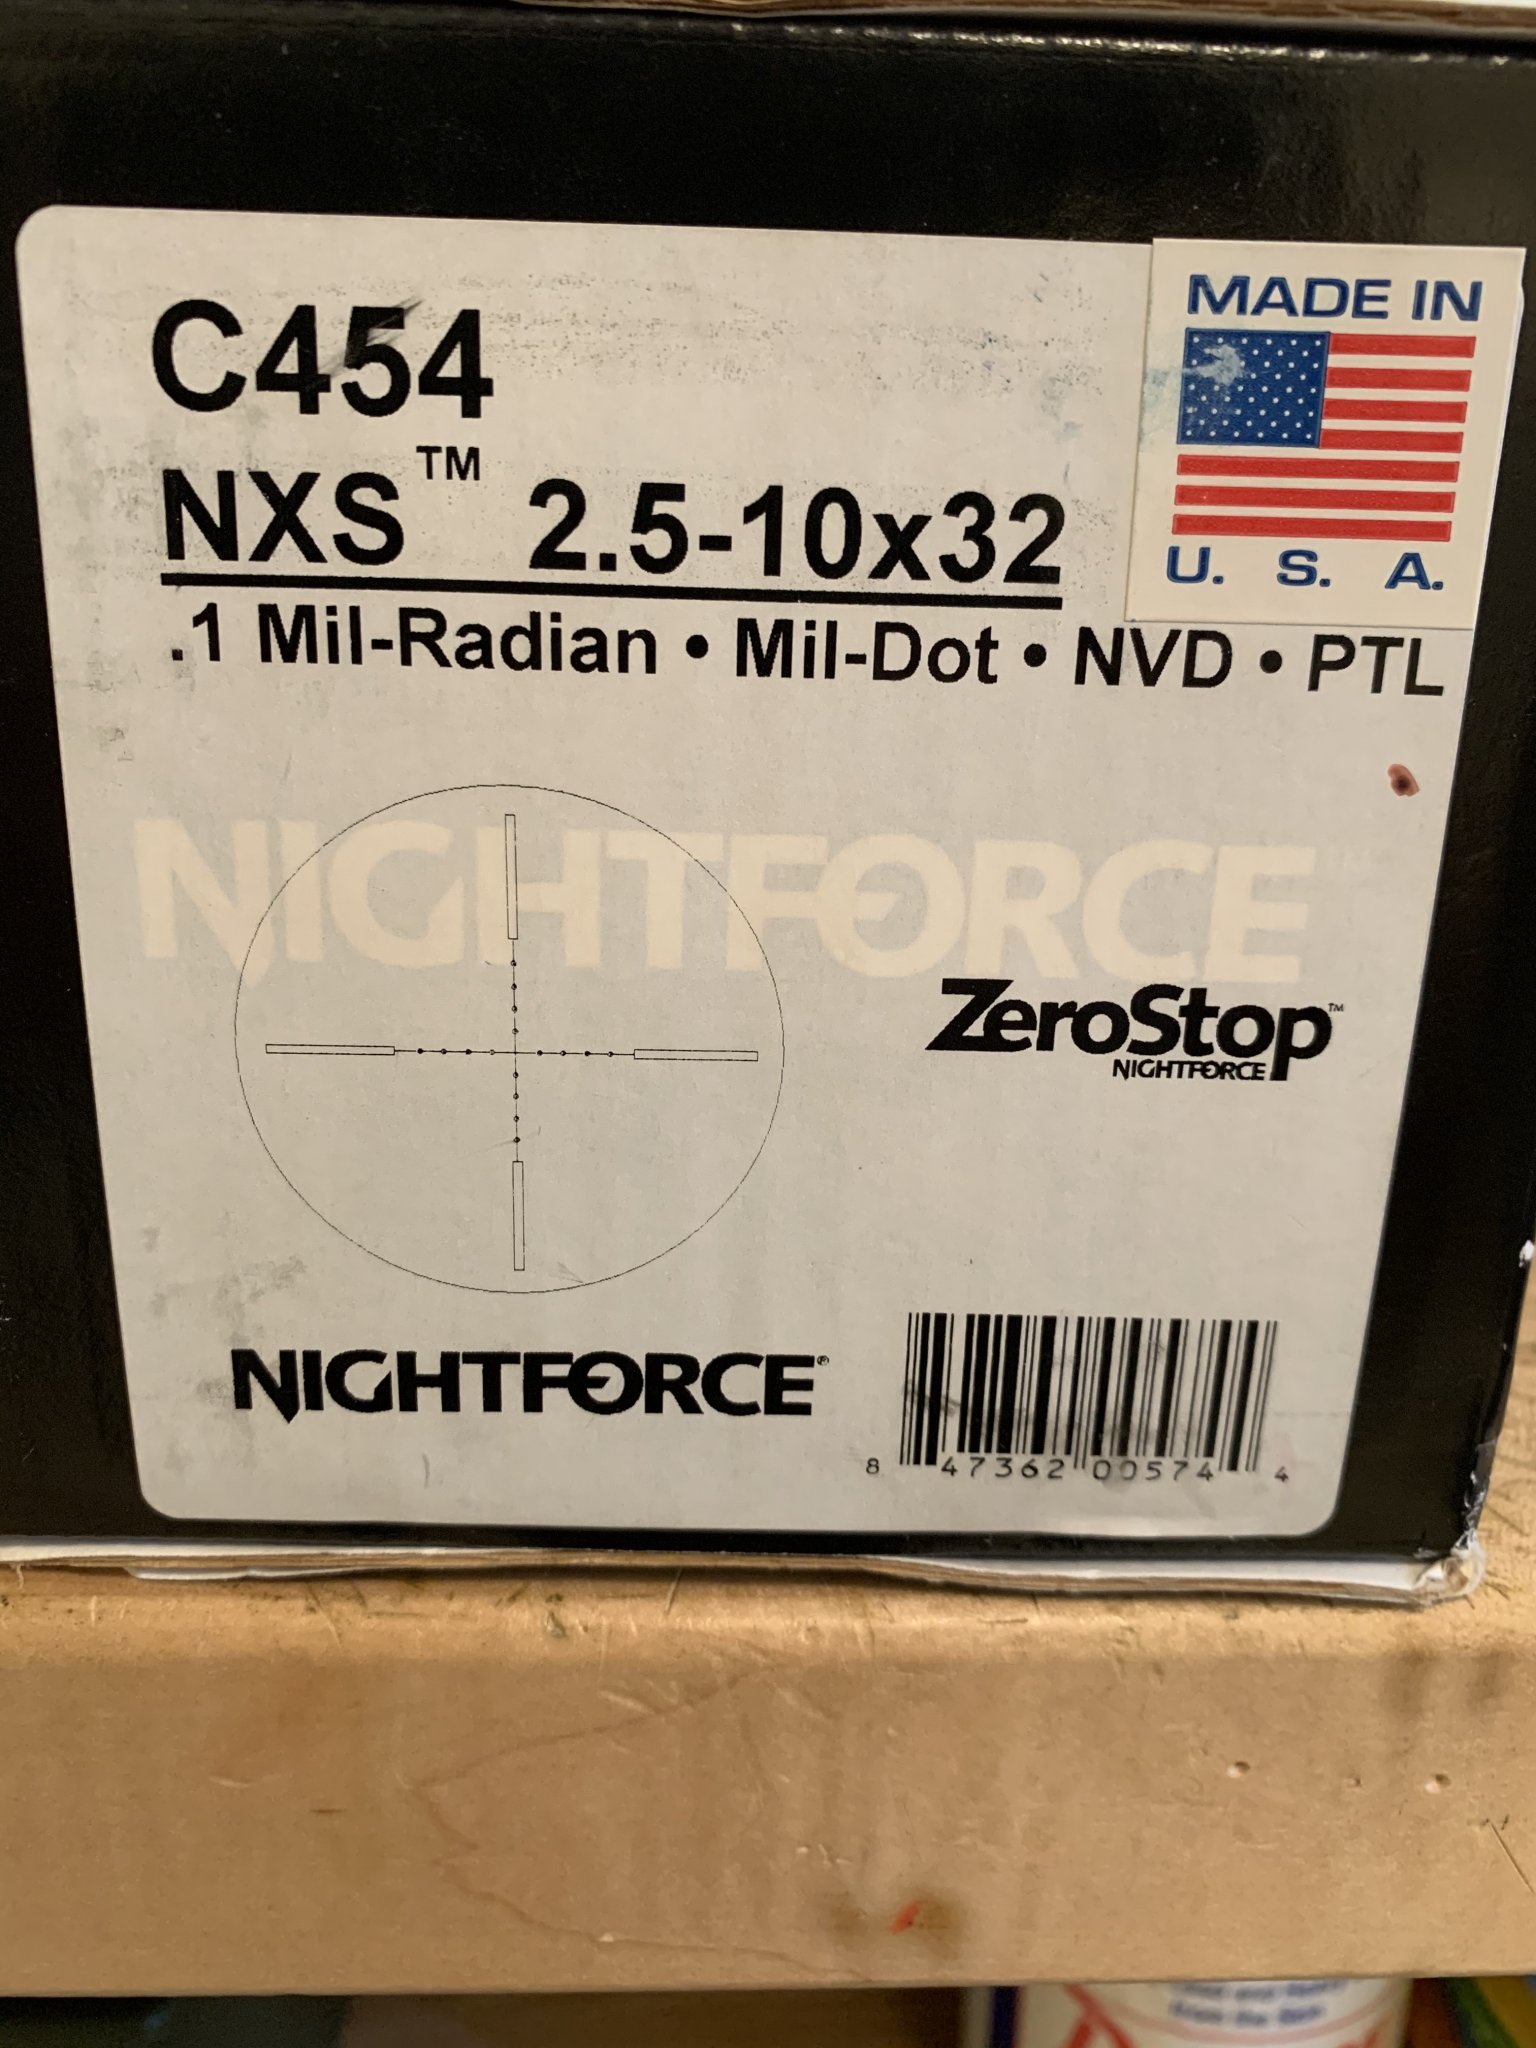 C454
NXS™ 2.5-10x32
.1 Mil-Radian • Mil-Dot • NVD • PTL
MADE IN
U. S. A.
NIGHTFORCE
ZeroStop™
NIGHTFORCE
NIGHTFORCE®
8 47362 00574 4